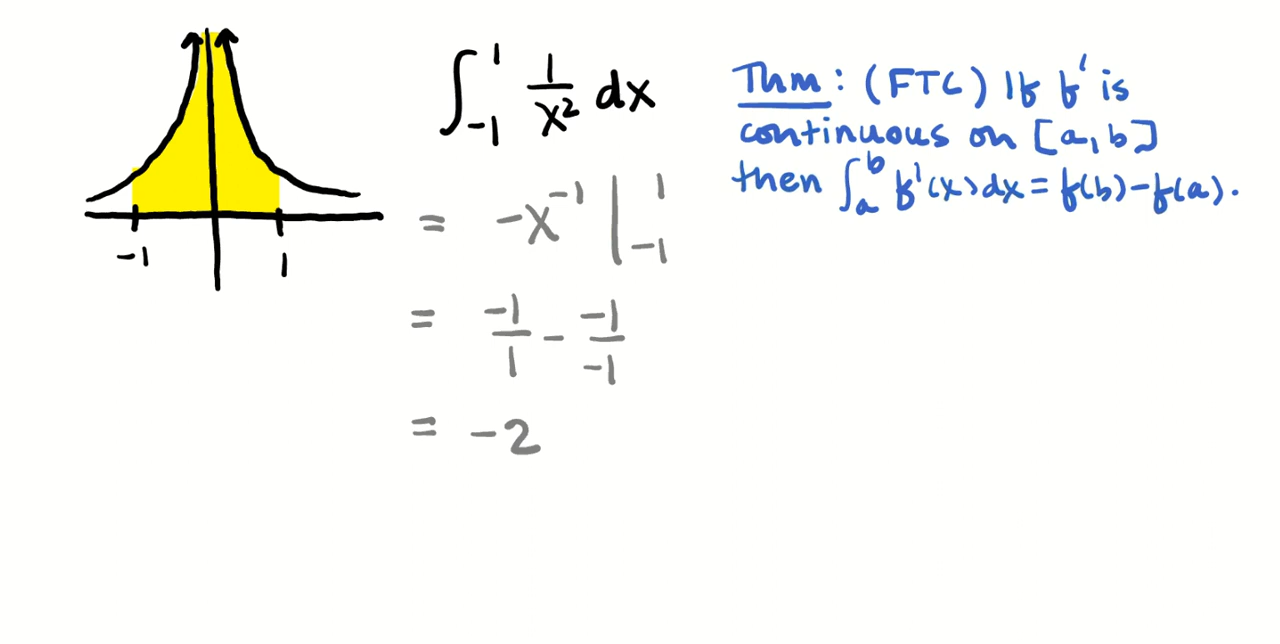 ∫_{-1}^{1} 1/x² dx
= -x⁻¹ |_{-1}^{1}
= -1/1 - -1/-1
= -2
Thm: (FTC) If f' is
continuous on [a,b]
then ∫_a^b f'(x)dx = f(b)-f(a).
-1
1